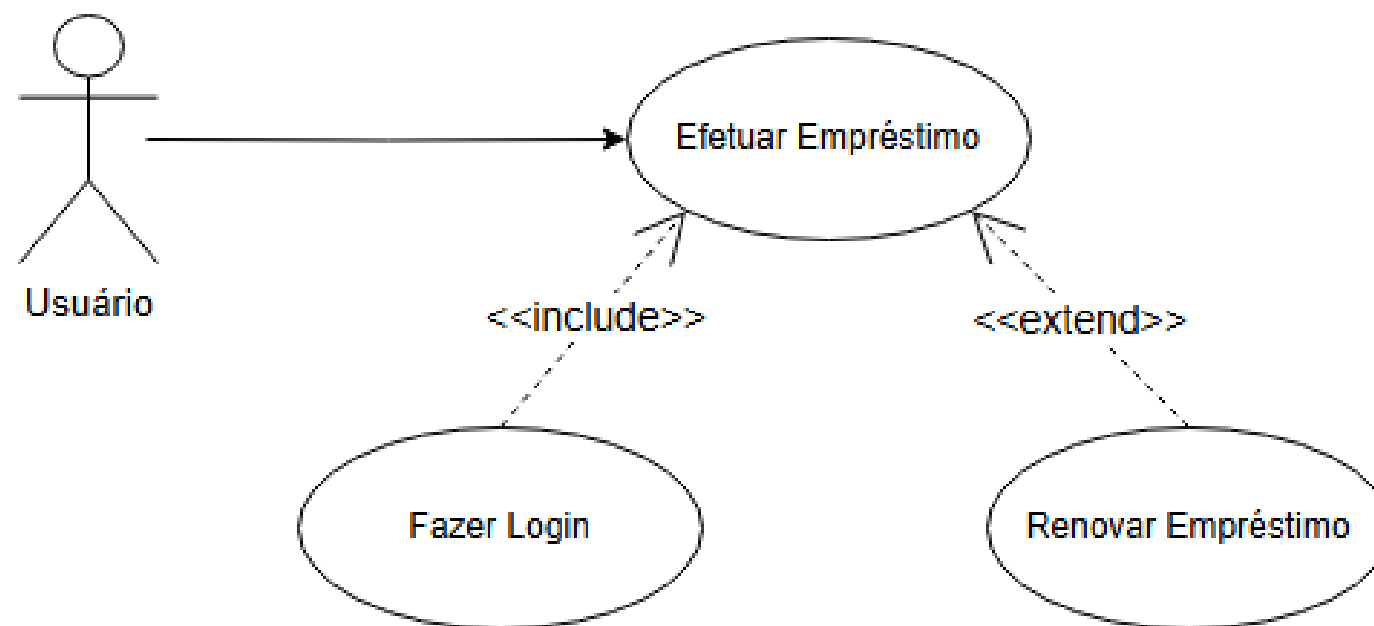 Efetuar Empréstimo
Usuário
<<include>>
<<extend>>
Fazer Login
Renovar Empréstimo